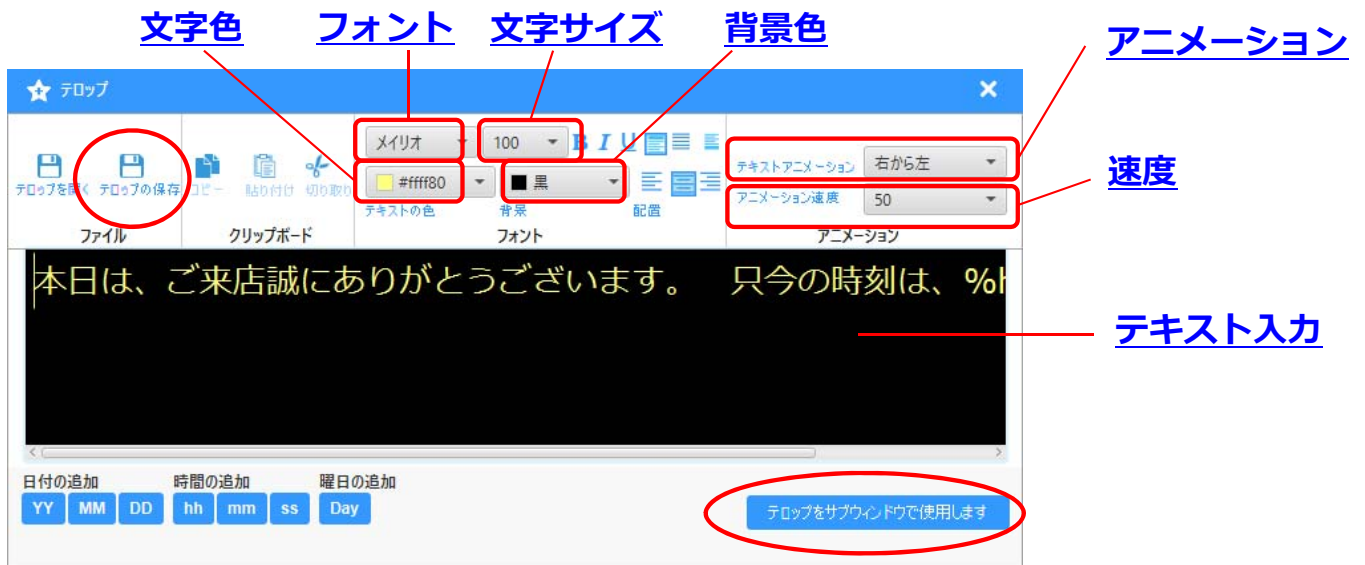 文字色 フォント 文字サイズ 背景色
アニメーション
テロップ
メイリオ 100 B I U
テキストアニメーション 右から左
速度
テロップを開く テロップの保存 コピー 貼り付け 切り取り
#ffff80 黒
アニメーション速度 50
テキストの色 背景 配置
ファイル クリップボード フォント アニメーション
本日は、ご来店誠にありがとうございます。 只今の時刻は、%h
テキスト入力
日付の追加 時間の追加 曜日の追加
YY MM DD hh mm ss Day
テロップをサブウィンドウで使用します